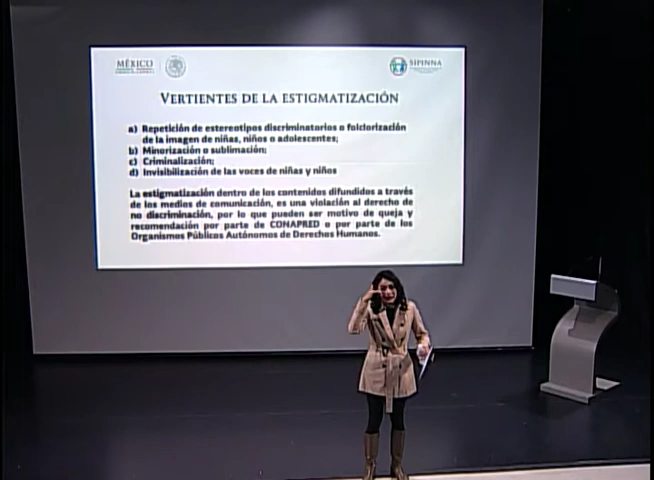 MÉXICO
SIPINNA
VERTIENTES DE LA ESTIGMATIZACIÓN
a) Repetición de estereotipos discriminatorios o folclorización
de la imagen de niñas, niños o adolescentes;
b) Minorización o sublimación;
c) Criminalización;
d) Invisibilización de las voces de niñas y niños
La estigmatización dentro de los contenidos difundidos a través
de los medios de comunicación, es una violación al derecho de
no discriminación, por lo que pueden ser motivo de queja y
recomendación por parte de CONAPRED o por parte de los
Organismos Públicos Autónomos de Derechos Humanos.